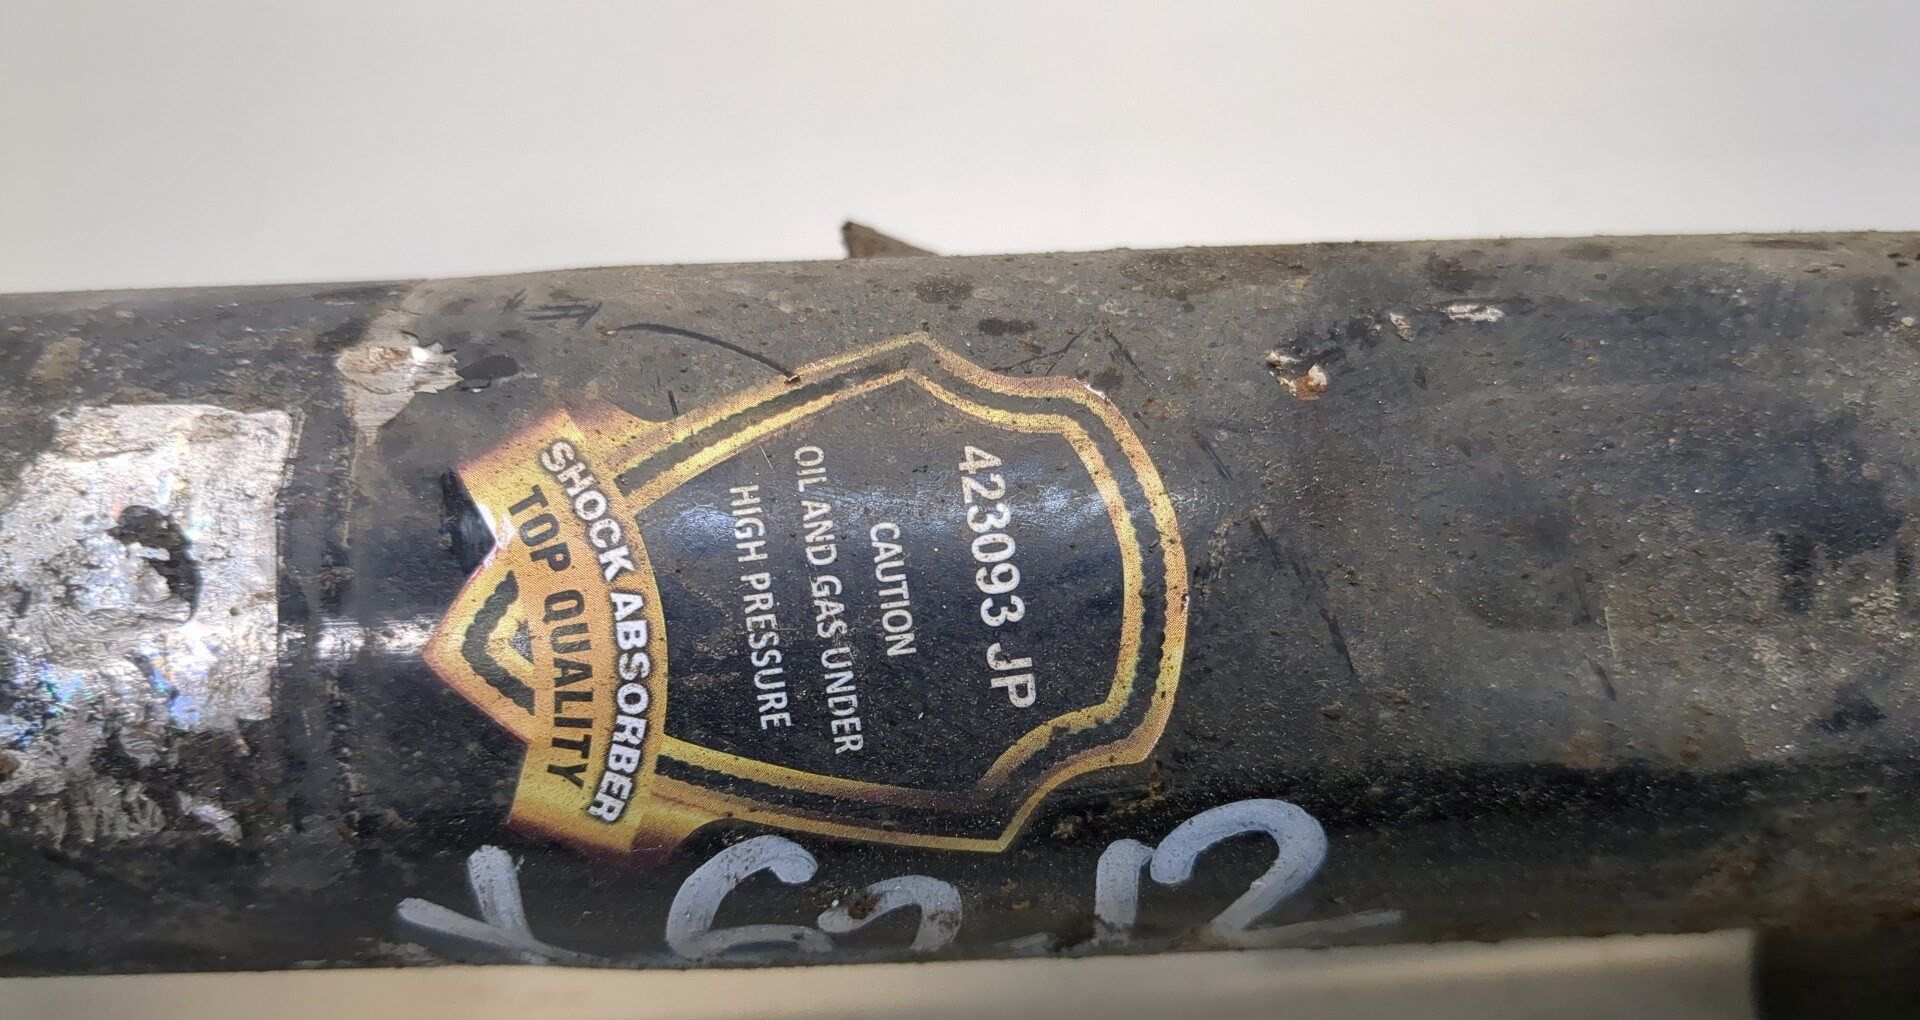 423093 JP
CAUTION
OIL AND GAS UNDER
HIGH PRESSURE
SHOCK ABSORBER
TOP QUALITY